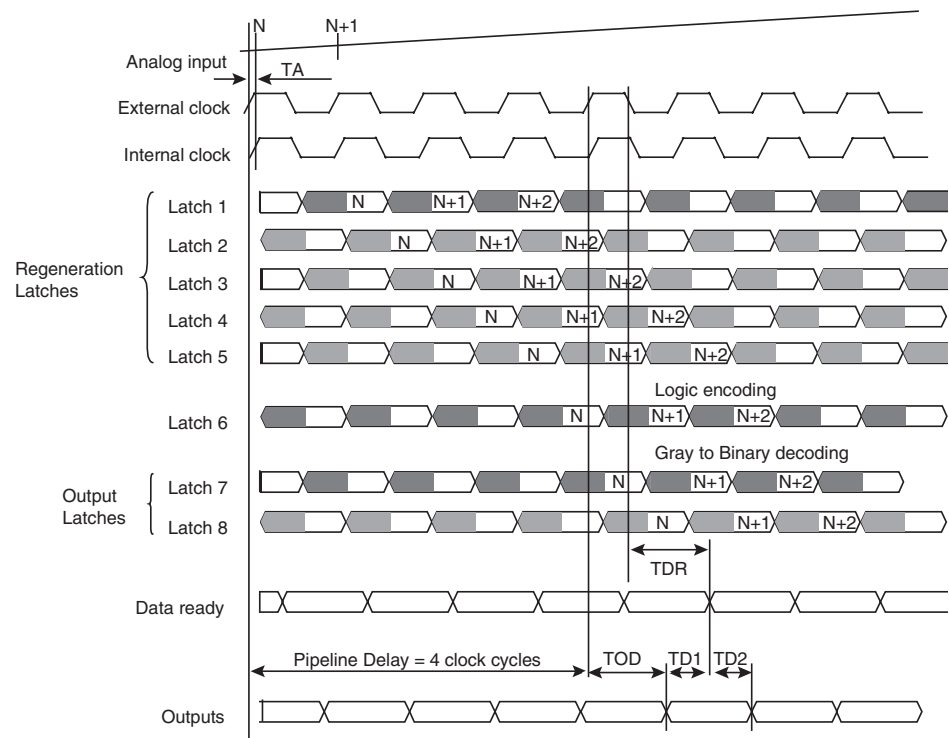 N N+1
Analog input
TA
External clock
Internal clock
Regeneration Latches
Latch 1 N N+1 N+2
Latch 2 N N+1 N+2
Latch 3 N N+1 N+2
Latch 4 N N+1 N+2
Latch 5 N N+1 N+2
Logic encoding
Latch 6 N N+1 N+2
Gray to Binary decoding
Output Latches
Latch 7 N N+1 N+2
Latch 8 N N+1 N+2
TDR
Data ready
Pipeline Delay = 4 clock cycles TOD TD1 TD2
Outputs